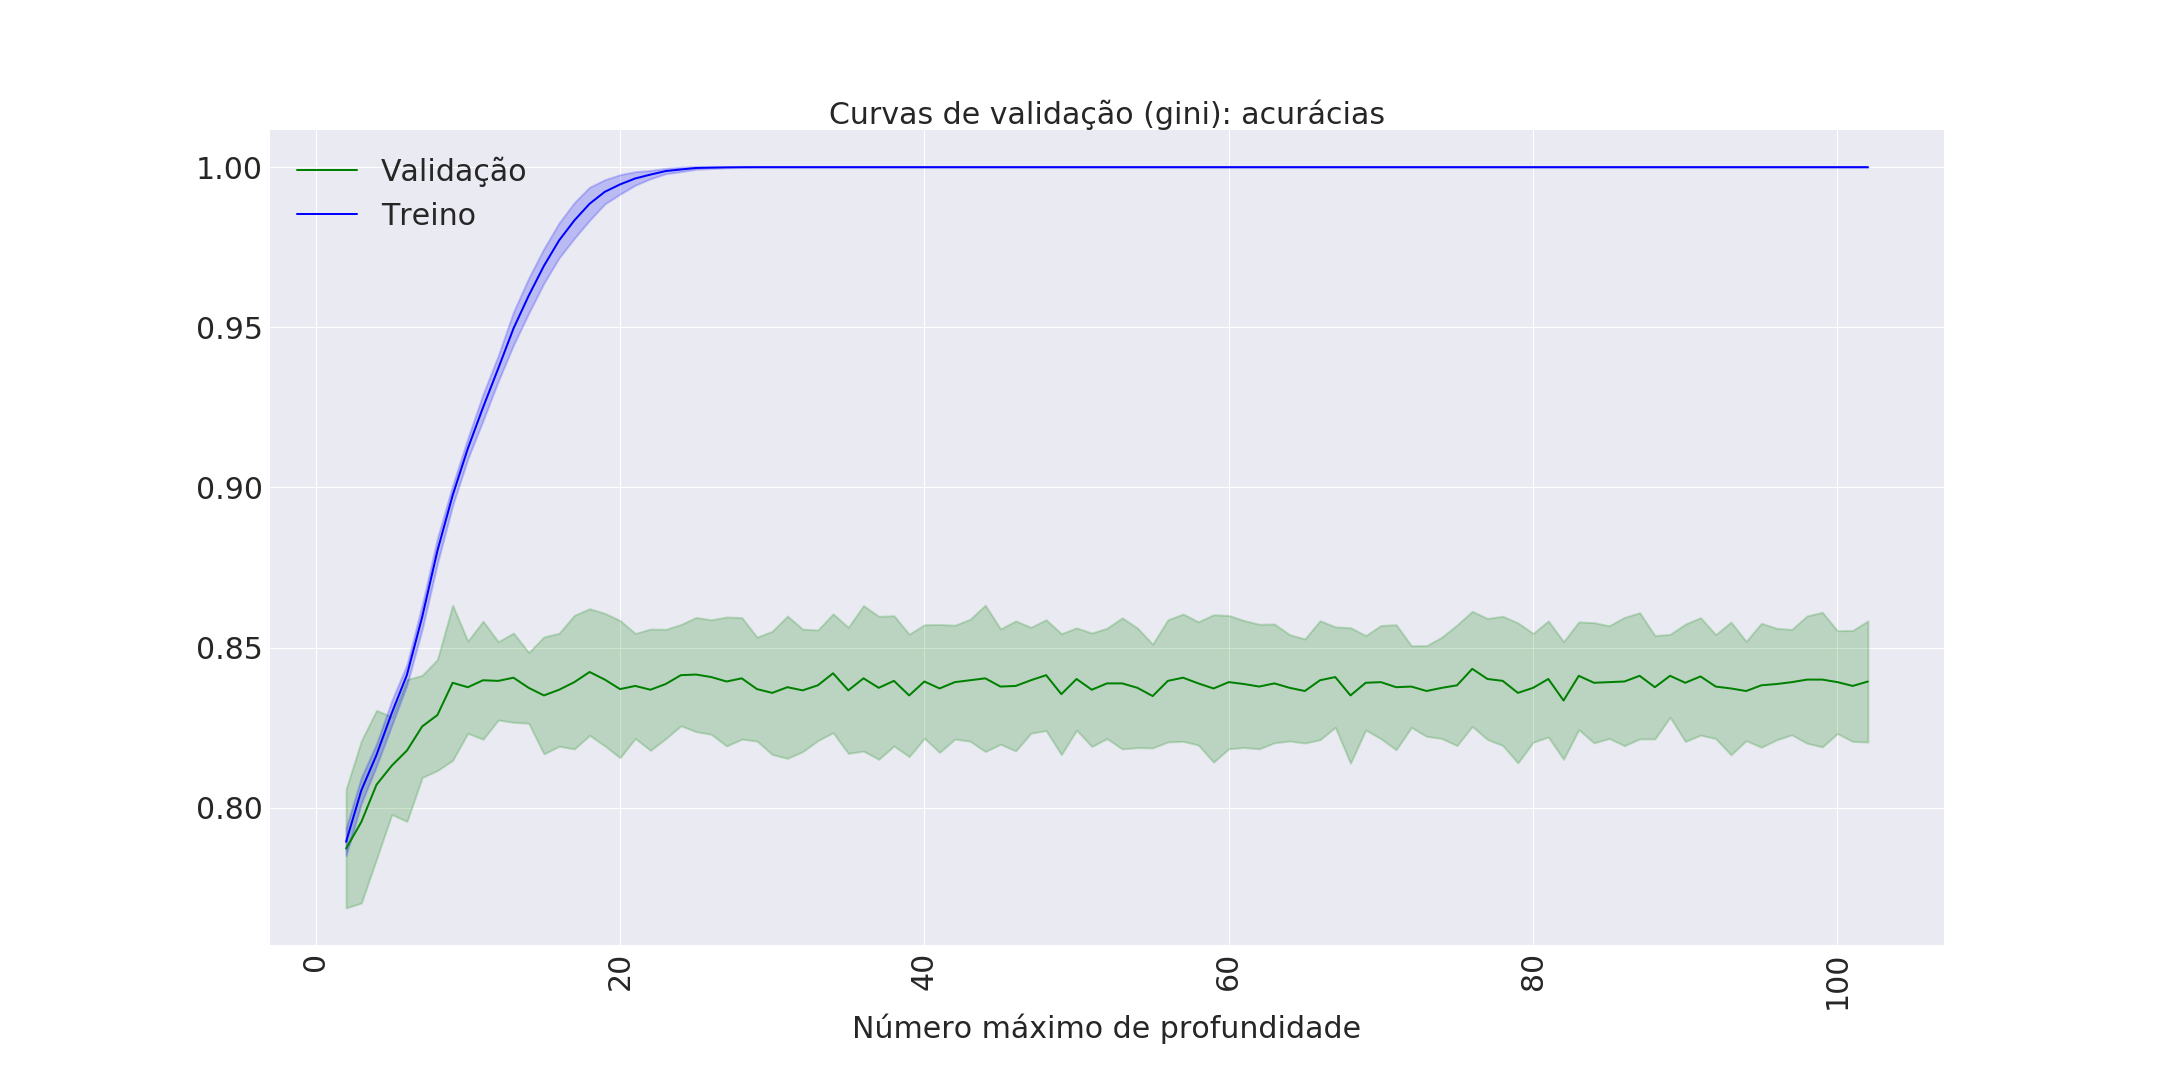 Curvas de validação (gini): acurácias
Validação
Treino
1.00
0.95
0.90
0.85
0.80
0
20
40
60
80
100
Número máximo de profundidade